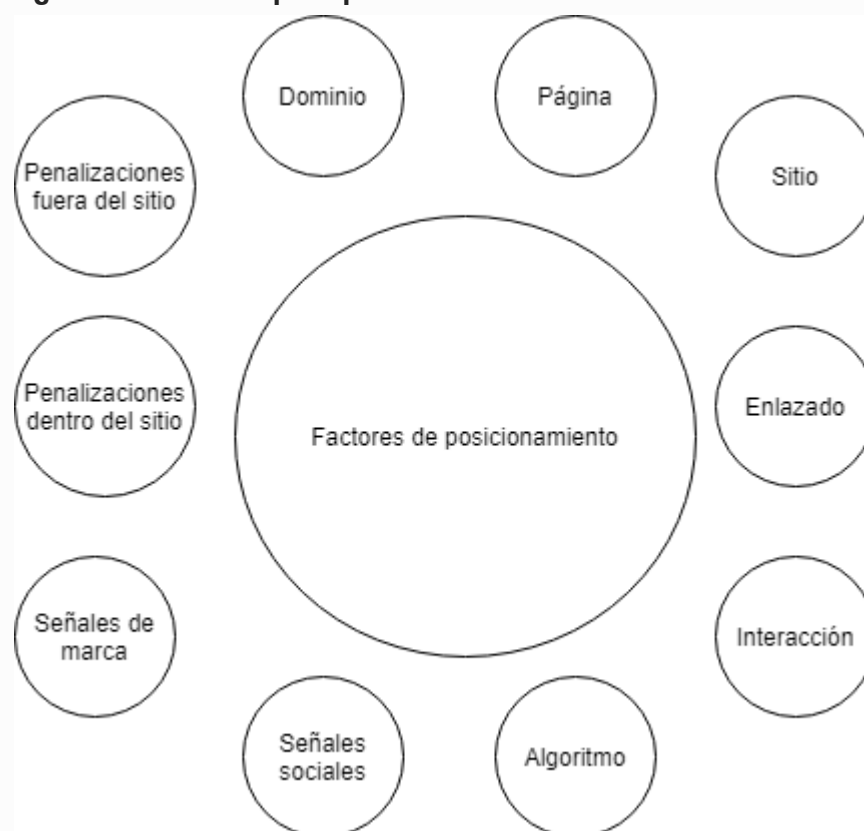 Dominio
Página
Penalizaciones
fuera del sitio
Sitio
Penalizaciones
dentro del sitio
Enlazado
Factores de posicionamiento
Señales de
marca
Interacción
Señales
sociales
Algoritmo